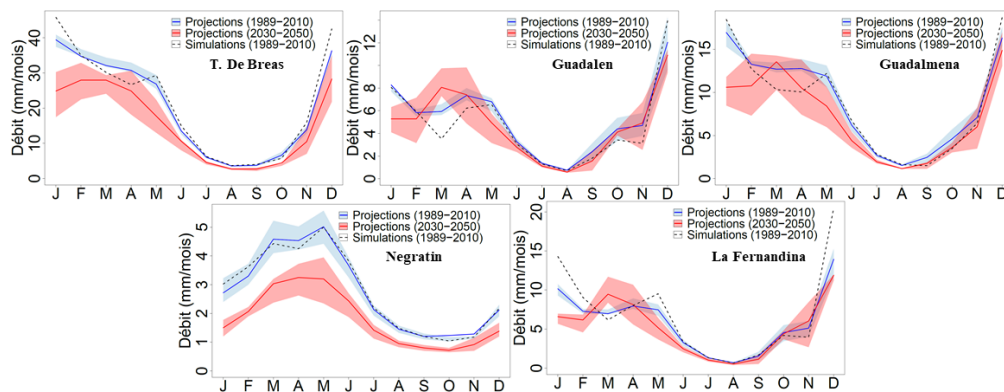 Débit (mm/mois)
0 10 20 30 40
Projections (1989−2010)
Projections (2030−2050)
Simulations (1989−2010)
T. De Breas
J F M A M J J A S O N D
Débit (mm/mois)
0 2 4 6 8 12
Projections (1989−2010)
Projections (2030−2050)
Simulations (1989−2010)
Guadalen
J F M A M J J A S O N D
Débit (mm/mois)
0 5 10 15
Projections (1989−2010)
Projections (2030−2050)
Simulations (1989−2010)
Guadalmena
J F M A M J J A S O N D
Débit (mm/mois)
0 1 2 3 4 5
Projections (1989−2010)
Projections (2030−2050)
Simulations (1989−2010)
Negratín
J F M A M J J A S O N D
Débit (mm/mois)
0 5 10 15 20
Projections (1989−2010)
Projections (2030−2050)
Simulations (1989−2010)
La Fernandina
J F M A M J J A S O N D